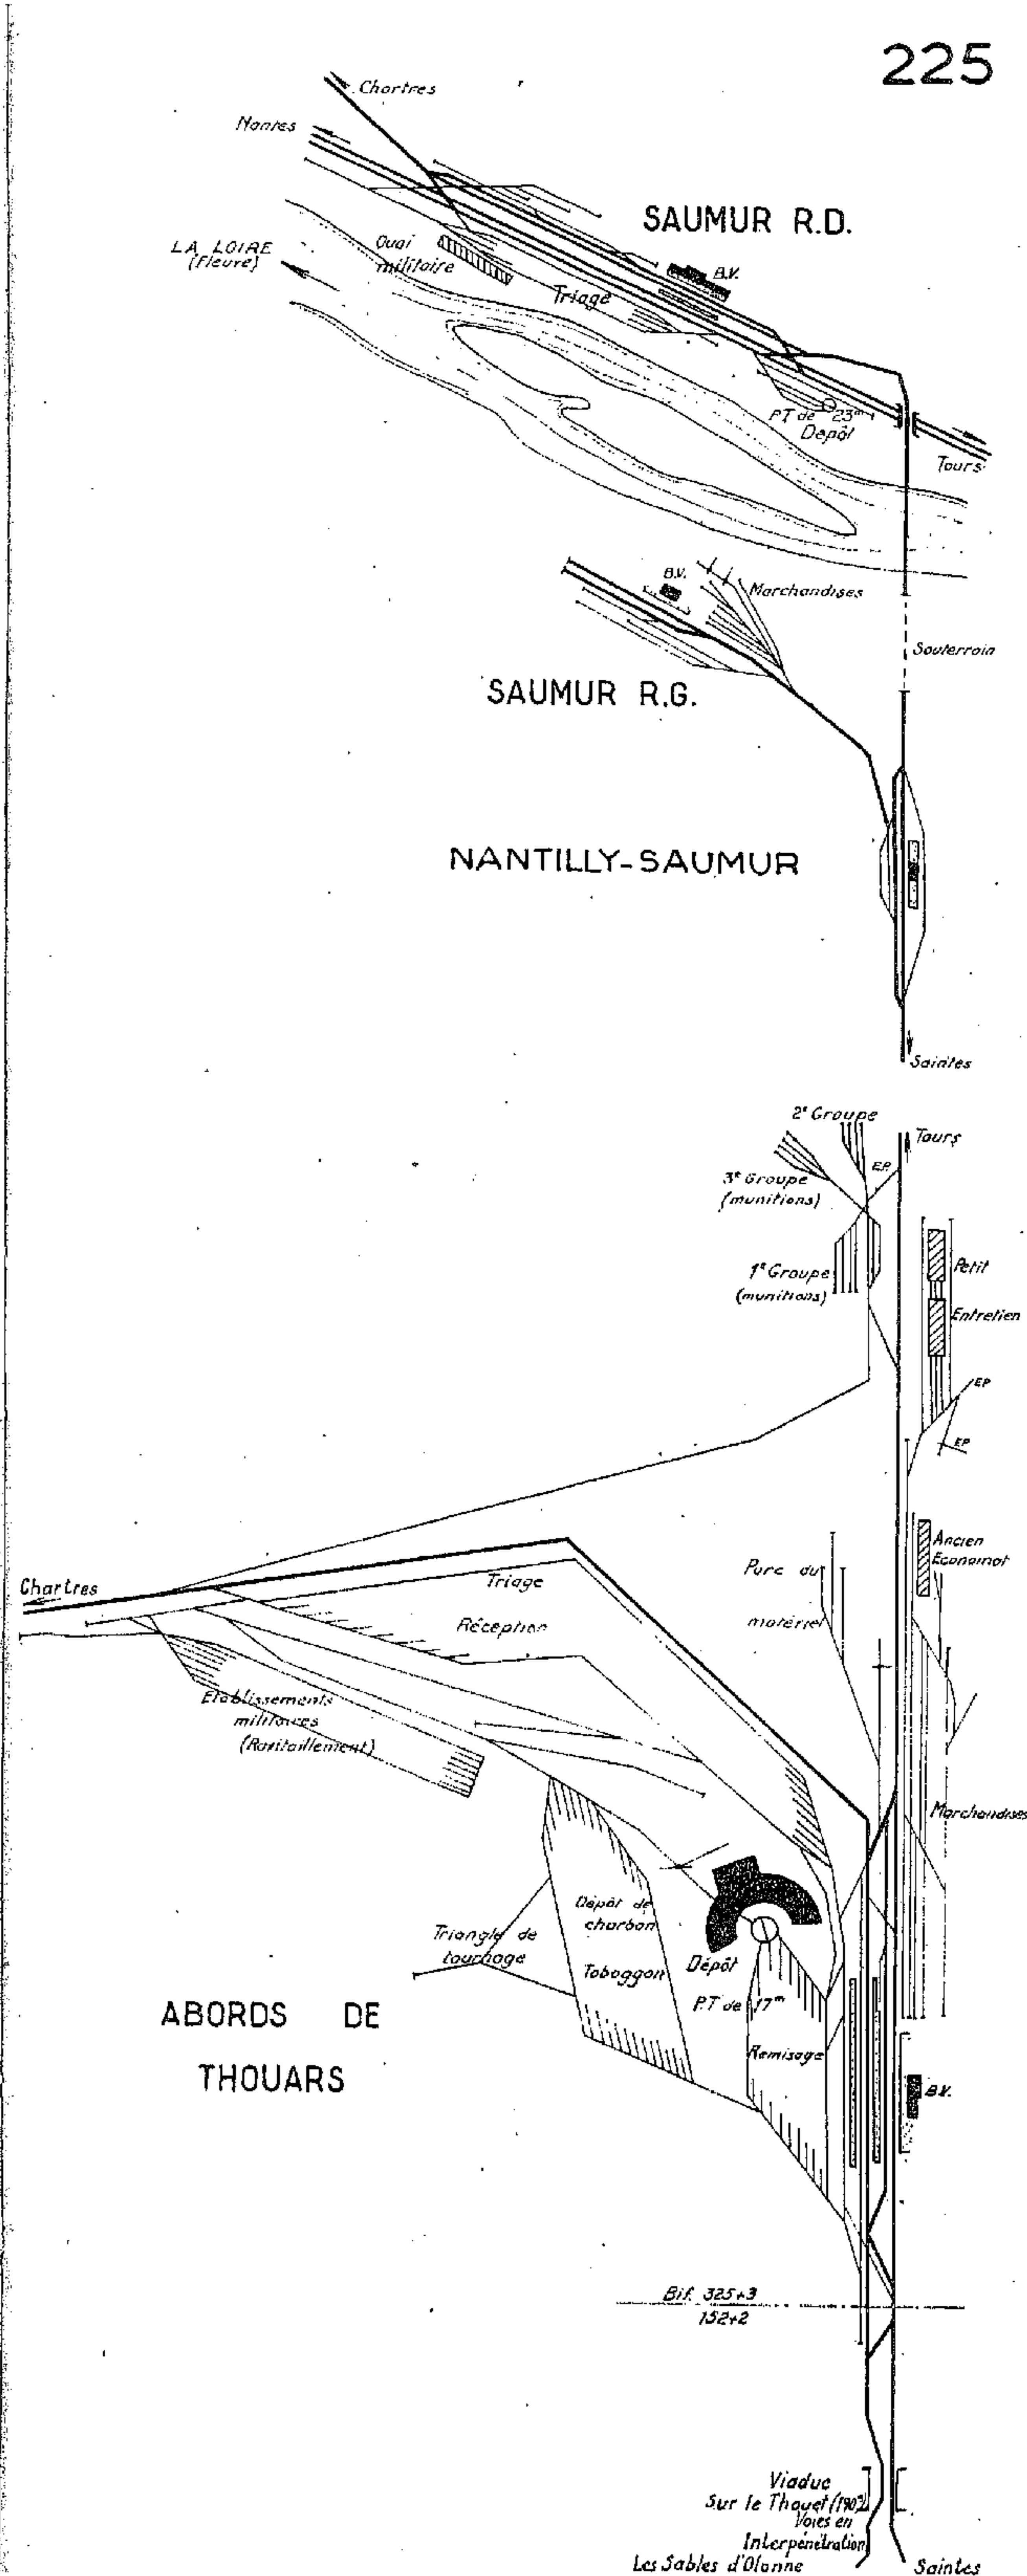 225
Chartres
Nantes
SAUMUR R.D.
LA LOIRE
(Fleuve)
Quai
militaire
B.V.
Triage
P.T de 23m
Dépôt
Tours
B.V.
Marchandises
Souterrain
SAUMUR R.G.
NANTILLY-SAUMUR
Saintes
2e Groupe
Tours
E.P.
3e Groupe
(munitions)
1e Groupe
(munitions)
Petit
Entretien
EP
EP
Ancien
Economat
Chartres
Triage
Parc du
matériel
Réception
Etablissements
militaires
(Ravitaillement)
Marchandises
Dépôt de
charbon
Triangle de
tournage
Toboggan
Dépôt
P.T de 17m
ABORDS DE
THOUARS
Remisage
B.V.
Bif. 325+3
152+2
Viaduc
Sur le Thouet
Voies en
Interpénétration
Les Sables d'Olonne
Saintes